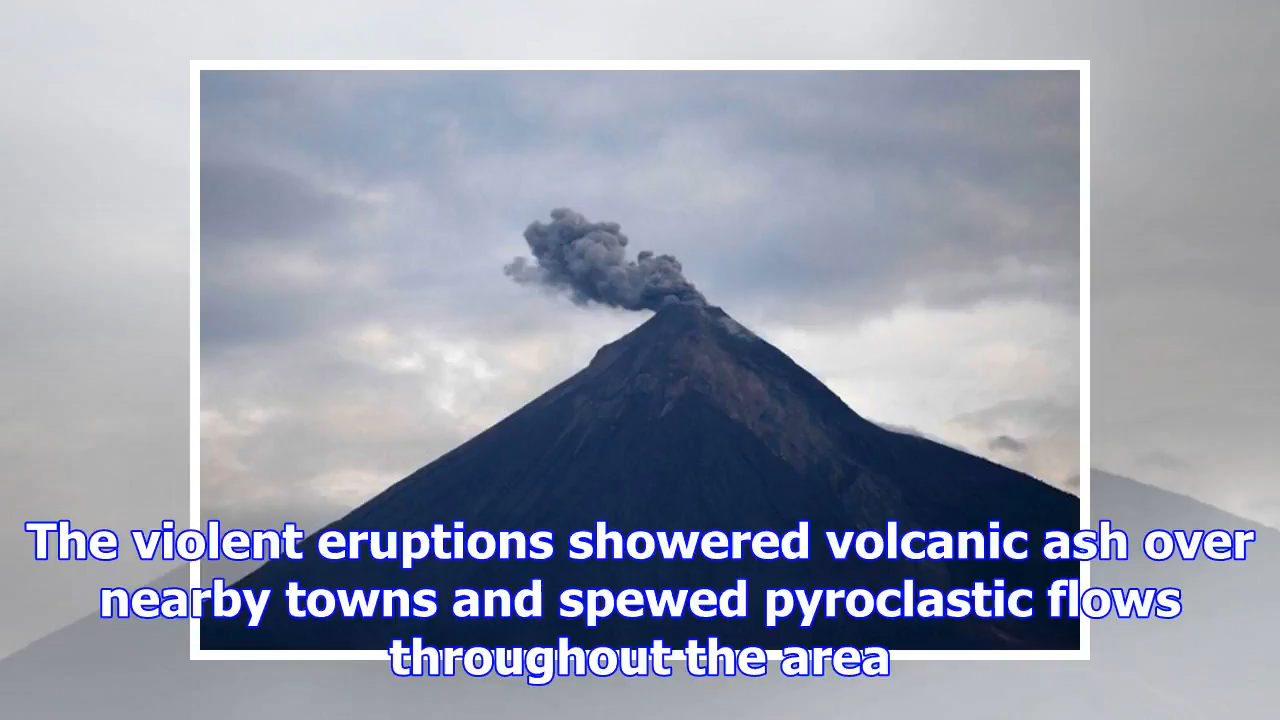 The violent eruptions showered volcanic ash over
nearby towns and spewed pyroclastic flows
throughout the area